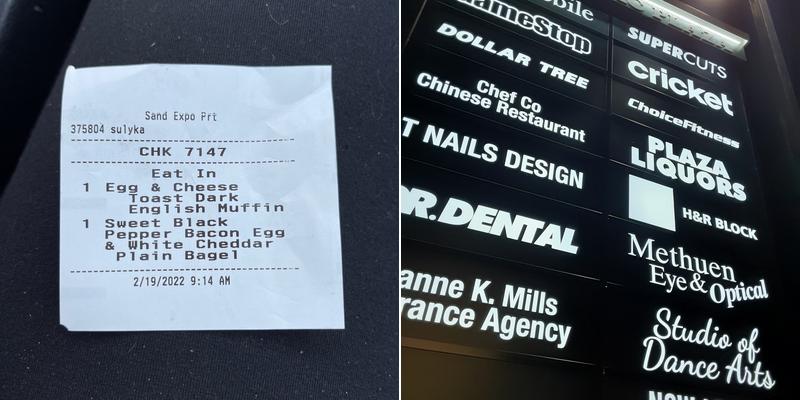 Sand Expo Prt
375804 sulyka
CHK 7147
Eat In
1 Egg & Cheese
Toast Dark
English Muffin
1 Sweet Black
Pepper Bacon Egg
& White Cheddar
Plain Bagel
2/19/2022 9:14 AM
GameStop
DOLLAR TREE
Chef Co
Chinese Restaurant
NAILS DESIGN
DR. DENTAL
anne K. Mills
rance Agency
SUPERCUTS
cricket
ChoiceFitness
PLAZA
LIQUORS
H&R BLOCK
Methuen
Eye & Optical
Studio of
Dance Arts